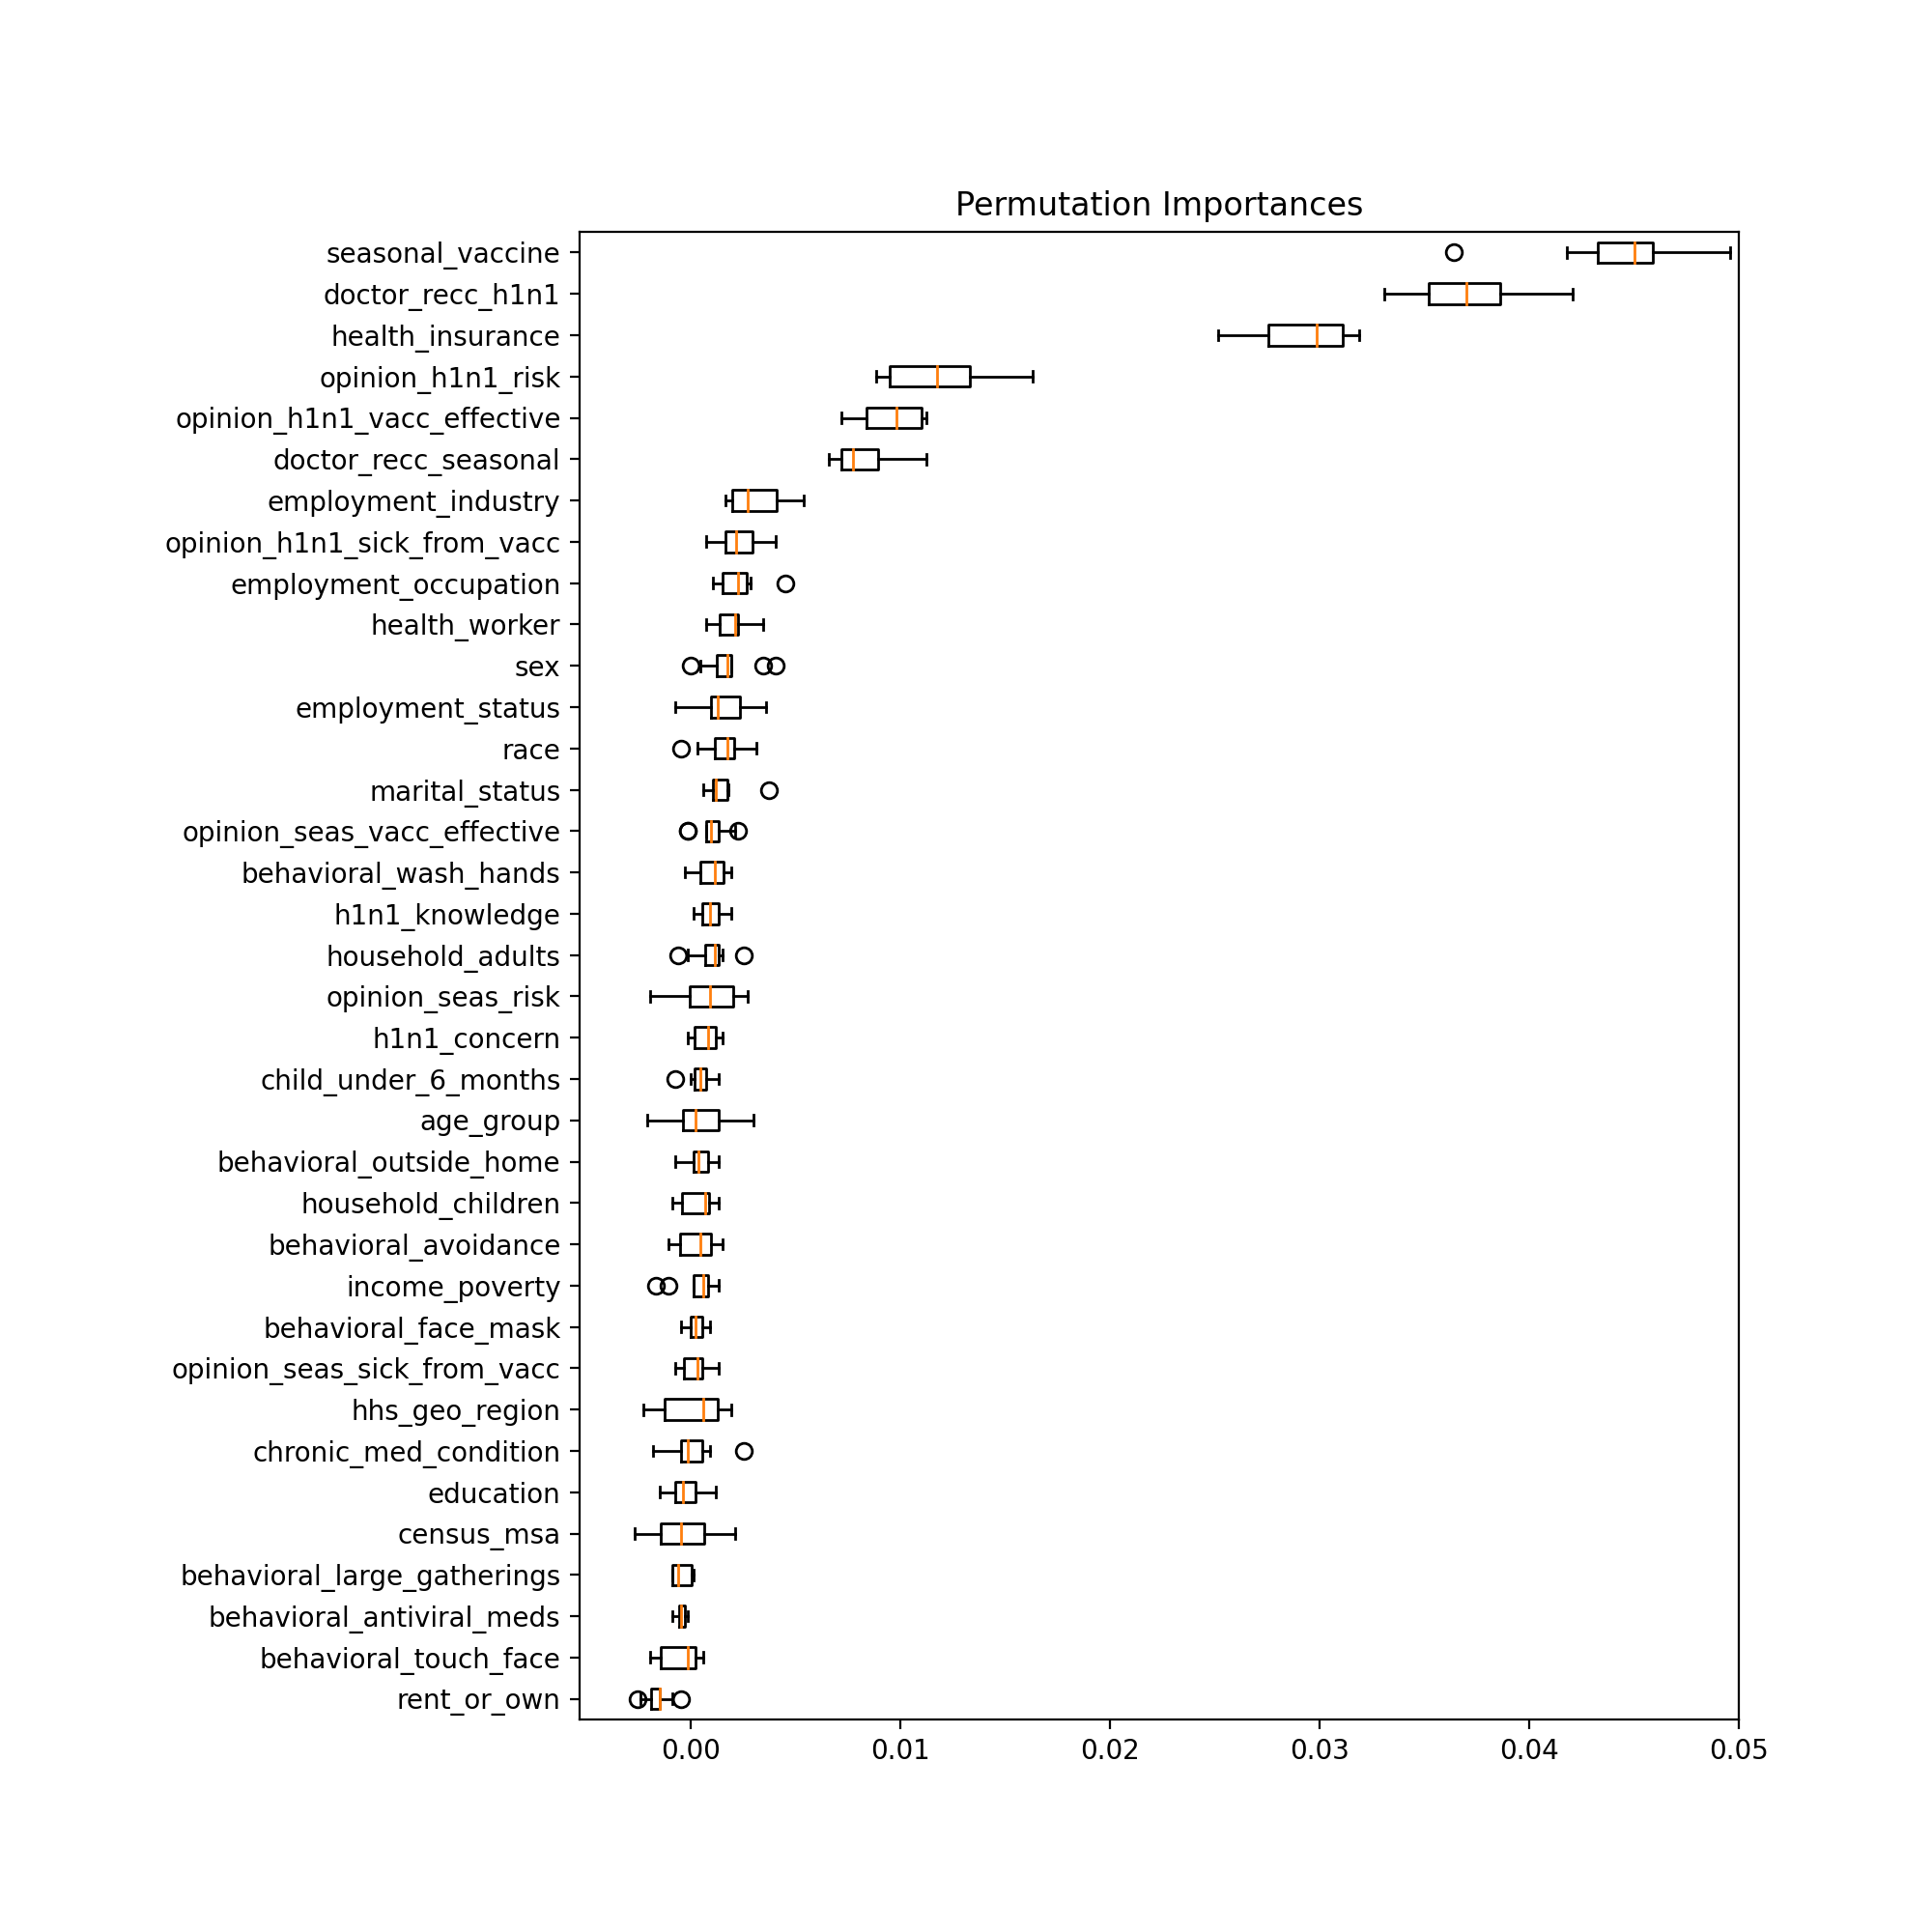 Permutation Importances
seasonal_vaccine
doctor_recc_h1n1
health_insurance
opinion_h1n1_risk
opinion_h1n1_vacc_effective
doctor_recc_seasonal
employment_industry
opinion_h1n1_sick_from_vacc
employment_occupation
health_worker
sex
employment_status
race
marital_status
opinion_seas_vacc_effective
behavioral_wash_hands
h1n1_knowledge
household_adults
opinion_seas_risk
h1n1_concern
child_under_6_months
age_group
behavioral_outside_home
household_children
behavioral_avoidance
income_poverty
behavioral_face_mask
opinion_seas_sick_from_vacc
hhs_geo_region
chronic_med_condition
education
census_msa
behavioral_large_gatherings
behavioral_antiviral_meds
behavioral_touch_face
rent_or_own
0.00 0.01 0.02 0.03 0.04 0.05